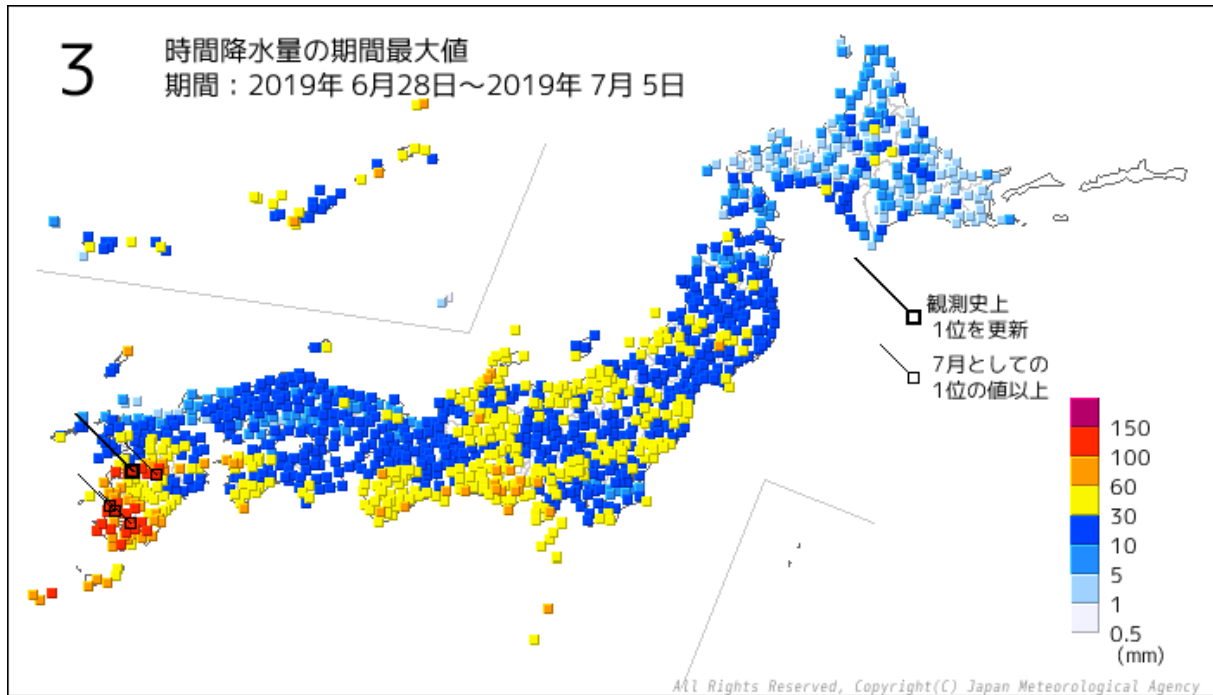 3
時間降水量の期間最大値
期間：2019年 6月28日～2019年 7月 5日
観測史上
1位を更新
7月としての
1位の値以上
150
100
60
30
10
5
1
0.5
(mm)
All Rights Reserved, Copyright(C) Japan Meteorological Agency